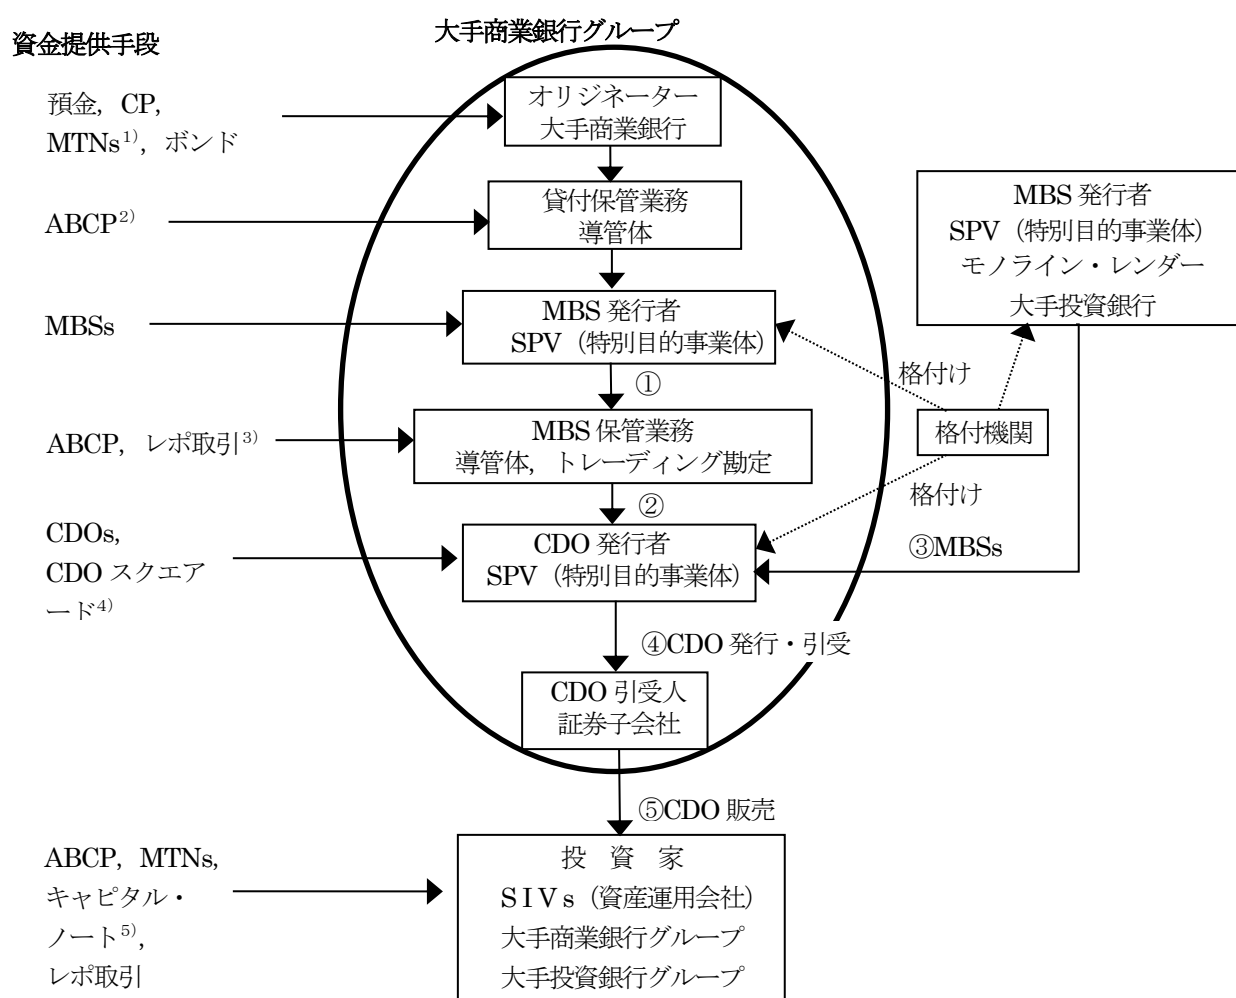 資金提供手段
大手商業銀行グループ
預金，CP，
MTNs1)，ボンド
オリジネーター
大手商業銀行
ABCP2)
貸付保管業務
導管体
MBS 発行者
SPV（特別目的事業体）
モノライン・レンダー
大手投資銀行
MBSs
MBS 発行者
SPV（特別目的事業体）
格付け
①
ABCP，レポ取引3)
MBS 保管業務
導管体，トレーディング勘定
格付機関
格付け
②
CDOs,
CDO スクエア
ード4)
CDO 発行者
SPV（特別目的事業体）
③MBSs
④CDO 発行・引受
CDO 引受人
証券子会社
⑤CDO 販売
ABCP，MTNs,
キャピタル・
ノート5)，
レポ取引
投　資　家
ＳＩＶｓ（資産運用会社）
大手商業銀行グループ
大手投資銀行グループ